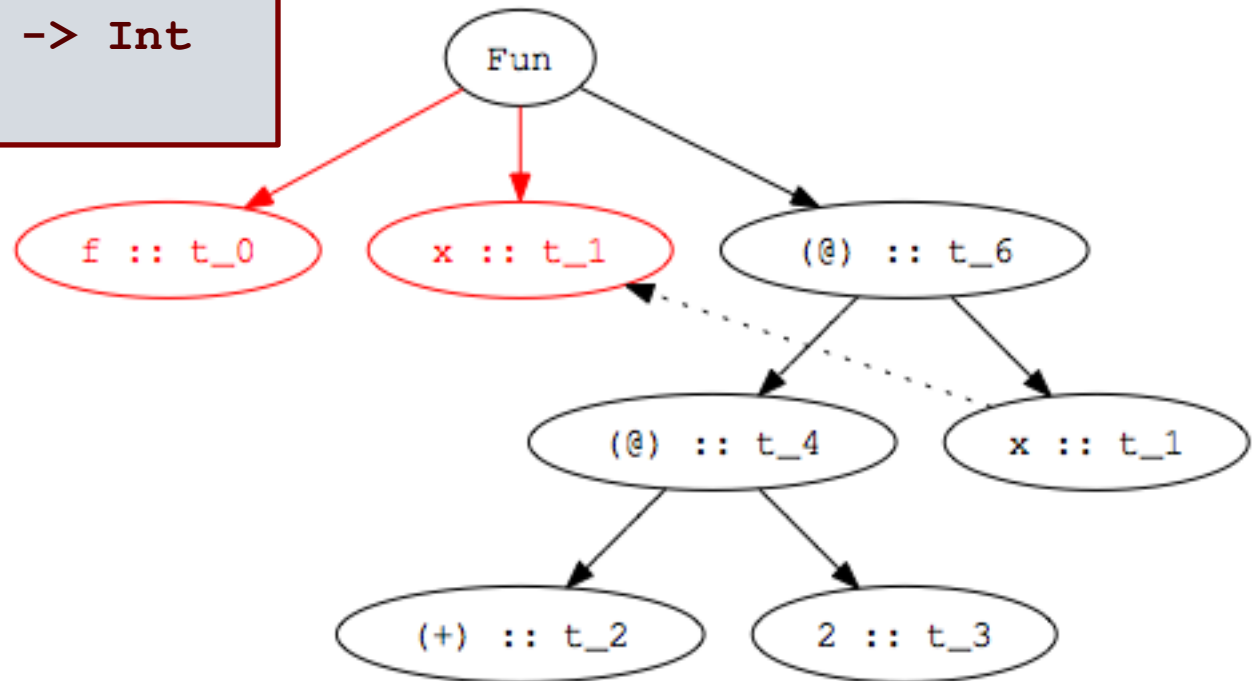 -> Int
Fun
f :: t_0
x :: t_1
(@) :: t_6
(@) :: t_4
x :: t_1
(+) :: t_2
2 :: t_3